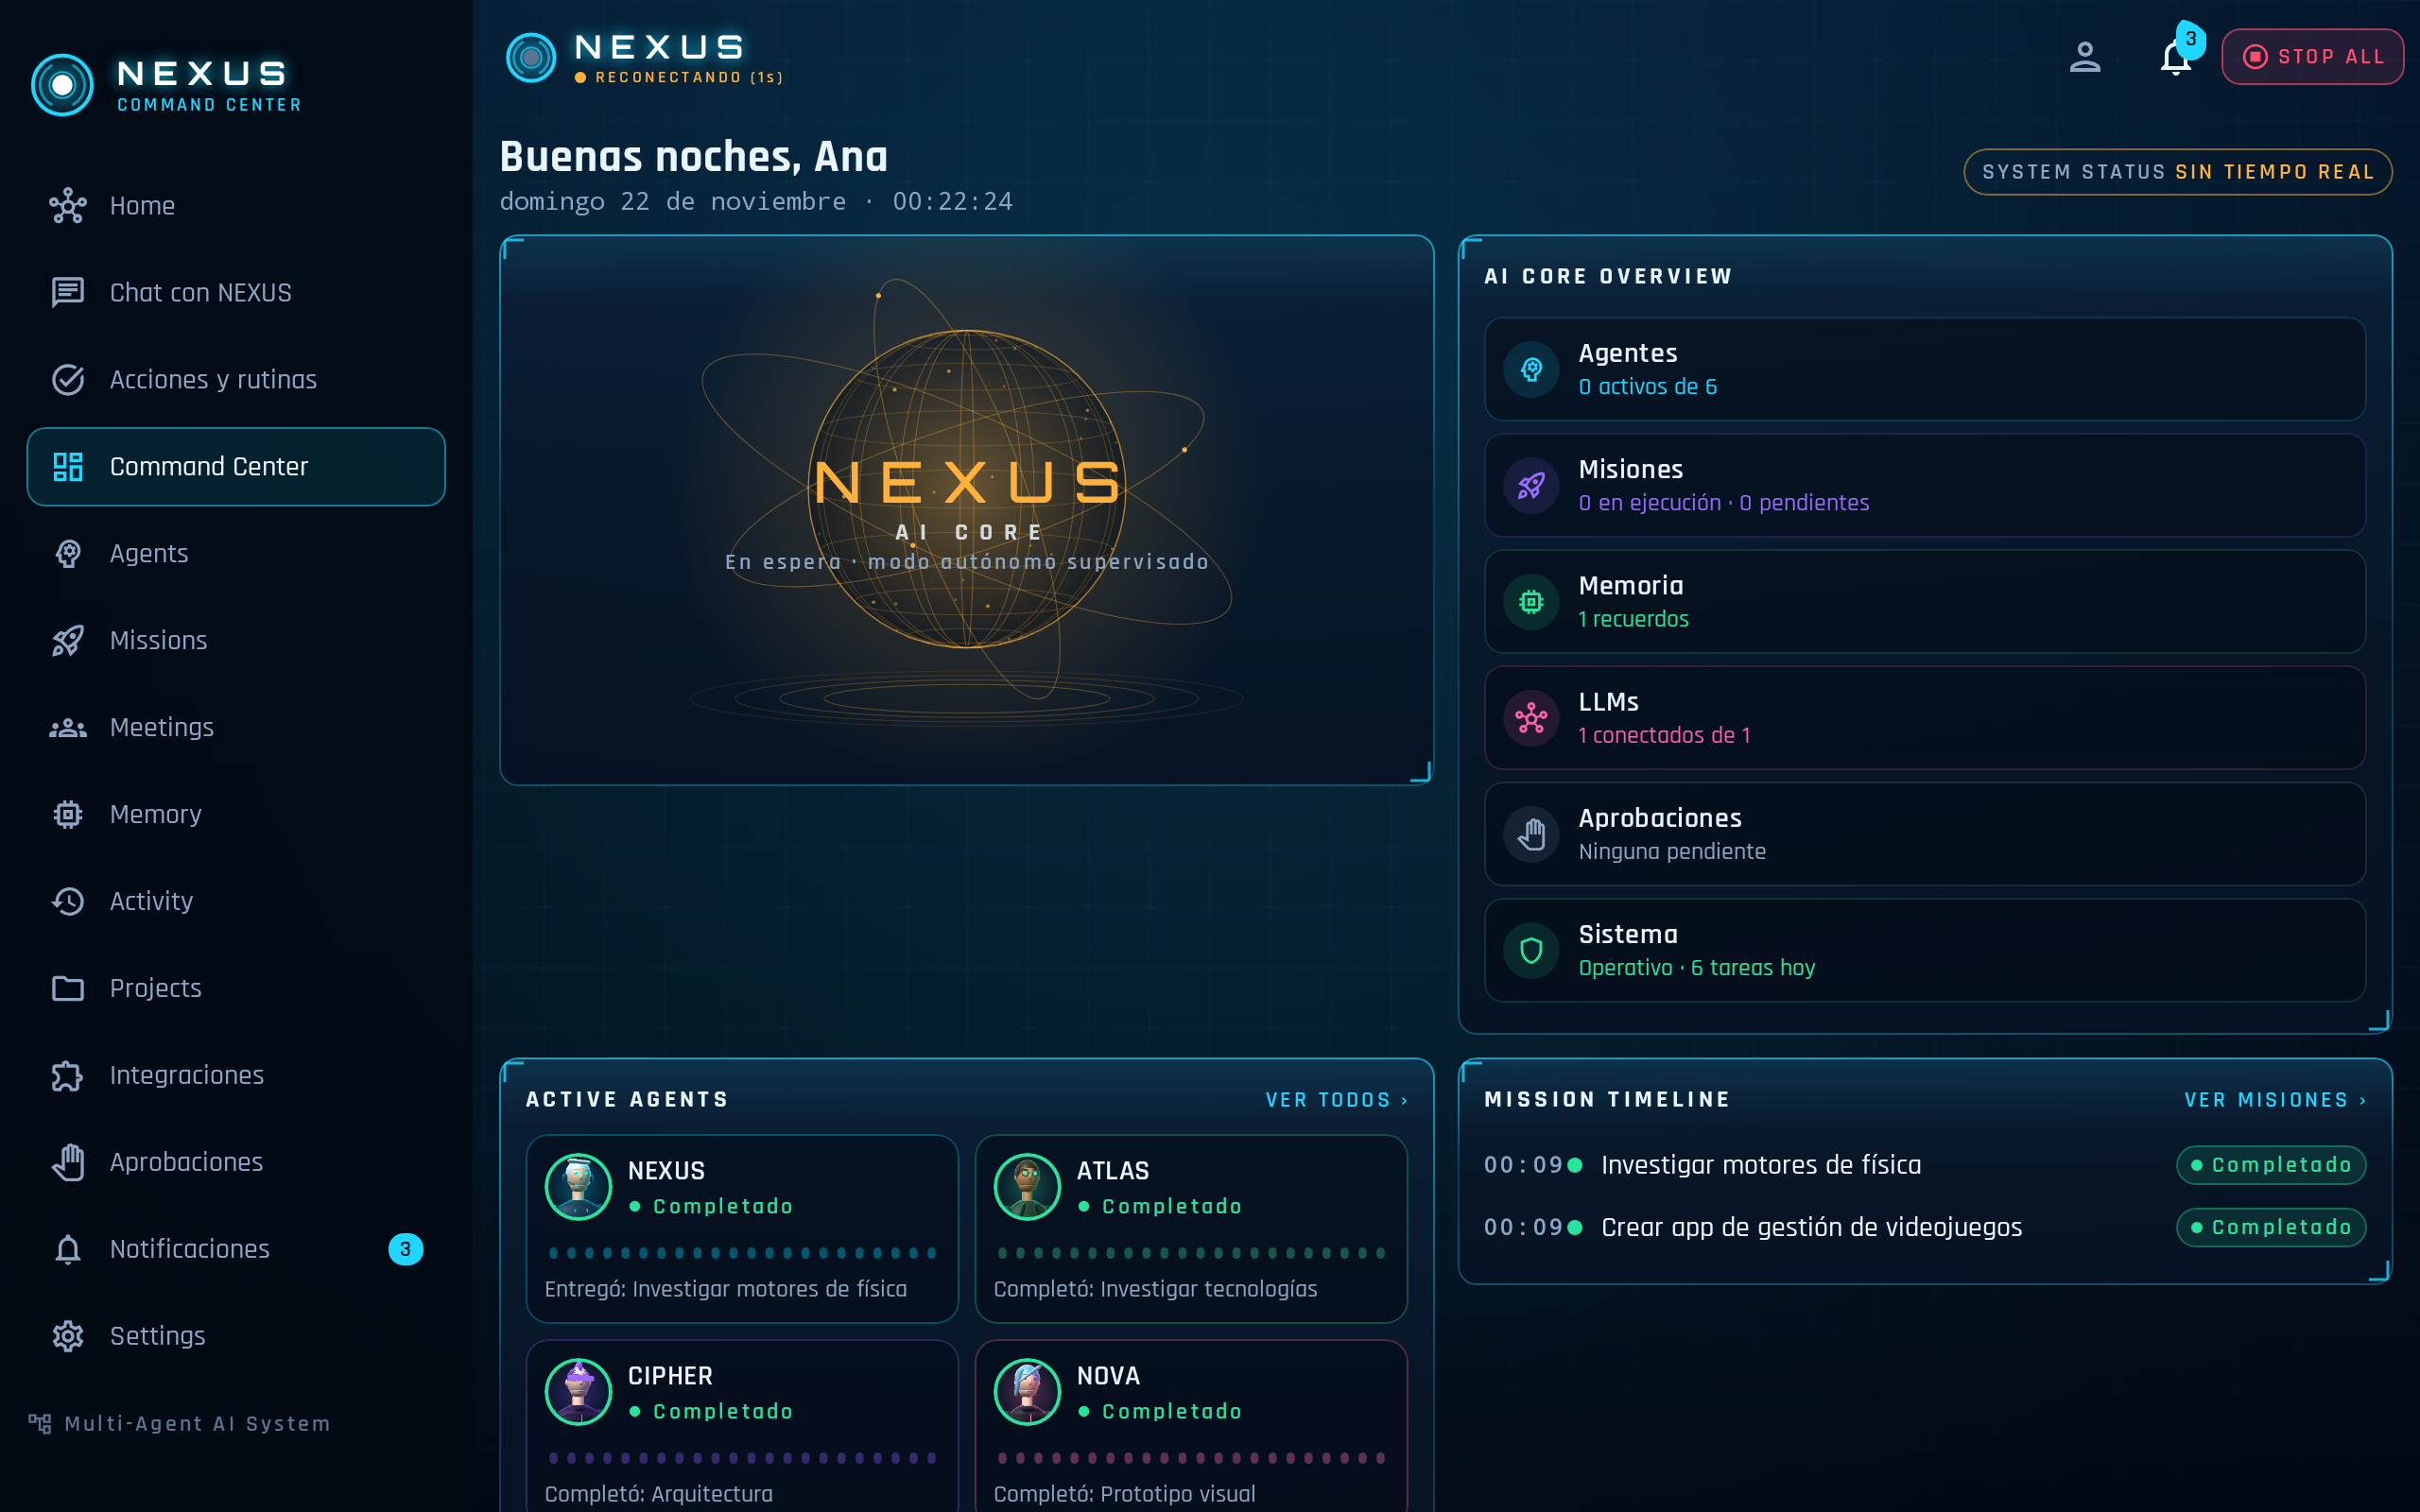 NEXUS
COMMAND CENTER
Home
Chat con NEXUS
Acciones y rutinas
Command Center
Agents
Missions
Meetings
Memory
Activity
Projects
Integraciones
Aprobaciones
Notificaciones 3
Settings
Multi-Agent AI System
NEXUS
RECONECTANDO (1s)
3
STOP ALL
Buenas noches, Ana
domingo 22 de noviembre · 00:22:24
SYSTEM STATUS SIN TIEMPO REAL
NEXUS
AI CORE
En espera · modo autónomo supervisado
AI CORE OVERVIEW
Agentes
0 activos de 6
Misiones
0 en ejecución · 0 pendientes
Memoria
1 recuerdos
LLMs
1 conectados de 1
Aprobaciones
Ninguna pendiente
Sistema
Operativo · 6 tareas hoy
ACTIVE AGENTS
VER TODOS ›
NEXUS
Completado
Entregó: Investigar motores de física
ATLAS
Completado
Completó: Investigar tecnologías
CIPHER
Completado
Completó: Arquitectura
NOVA
Completado
Completó: Prototipo visual
MISSION TIMELINE
VER MISIONES ›
00:09 Investigar motores de física Completado
00:09 Crear app de gestión de videojuegos Completado